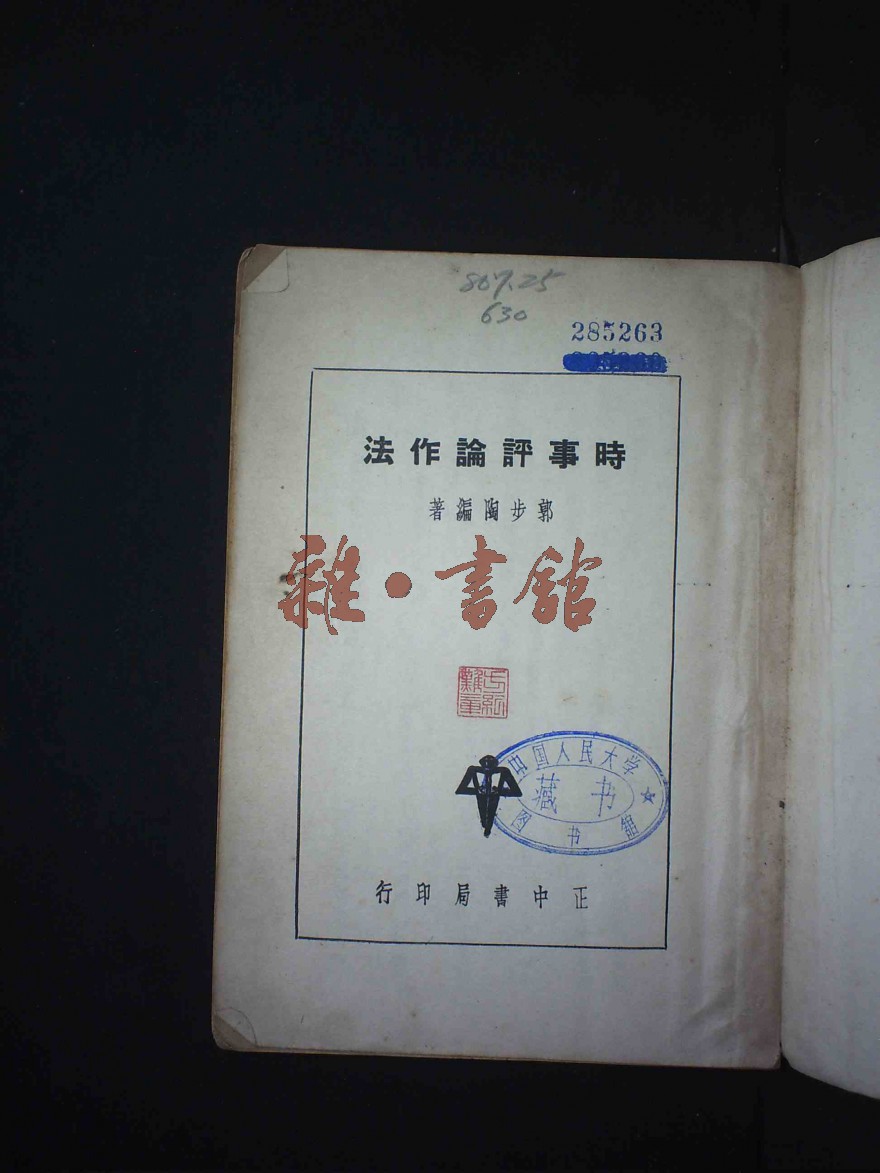 807.25
630
285263
時事評論作法
郭步陶編著
雜·書館
中国人民大学
藏书
图书馆
正中書局印行